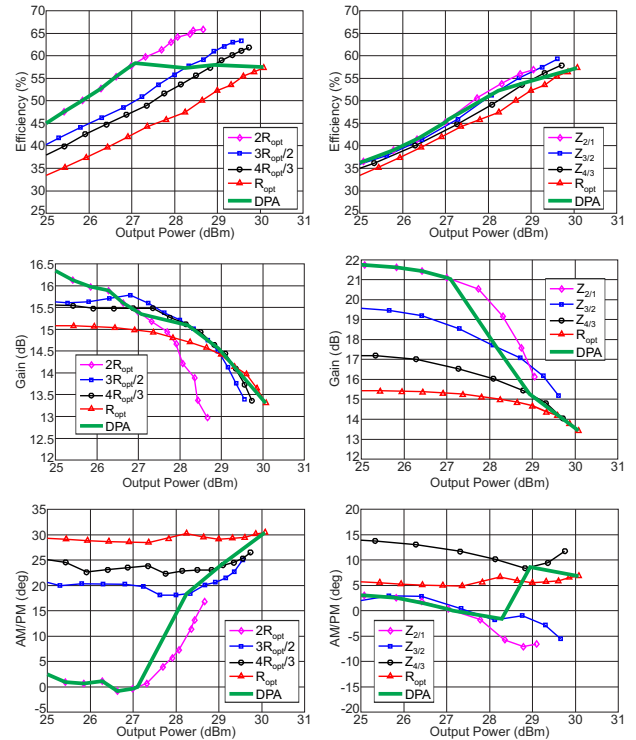 Efficiency (%)
70
65
60
55
50
45
40
35
30
25
25 26 27 28 29 30 31
Output Power (dBm)
2Ropt
3Ropt/2
4Ropt/3
Ropt
DPA
Efficiency (%)
70
65
60
55
50
45
40
35
30
25
25 26 27 28 29 30 31
Output Power (dBm)
Z2/1
Z3/2
Z4/3
Ropt
DPA
Gain (dB)
16.5
16
15.5
15
14.5
14
13.5
13
12.5
12
25 26 27 28 29 30 31
Output Power (dBm)
2Ropt
3Ropt/2
4Ropt/3
Ropt
DPA
Gain (dB)
22
21
20
19
18
17
16
15
14
13
12
25 26 27 28 29 30 31
Output Power (dBm)
Z2/1
Z3/2
Z4/3
Ropt
DPA
AM/PM (deg)
35
30
25
20
15
10
5
0
-5
25 26 27 28 29 30 31
Output Power (dBm)
2Ropt
3Ropt/2
4Ropt/3
Ropt
DPA
AM/PM (deg)
20
15
10
5
0
-5
-10
-15
-20
25 26 27 28 29 30 31
Output Power (dBm)
Z2/1
Z3/2
Z4/3
Ropt
DPA